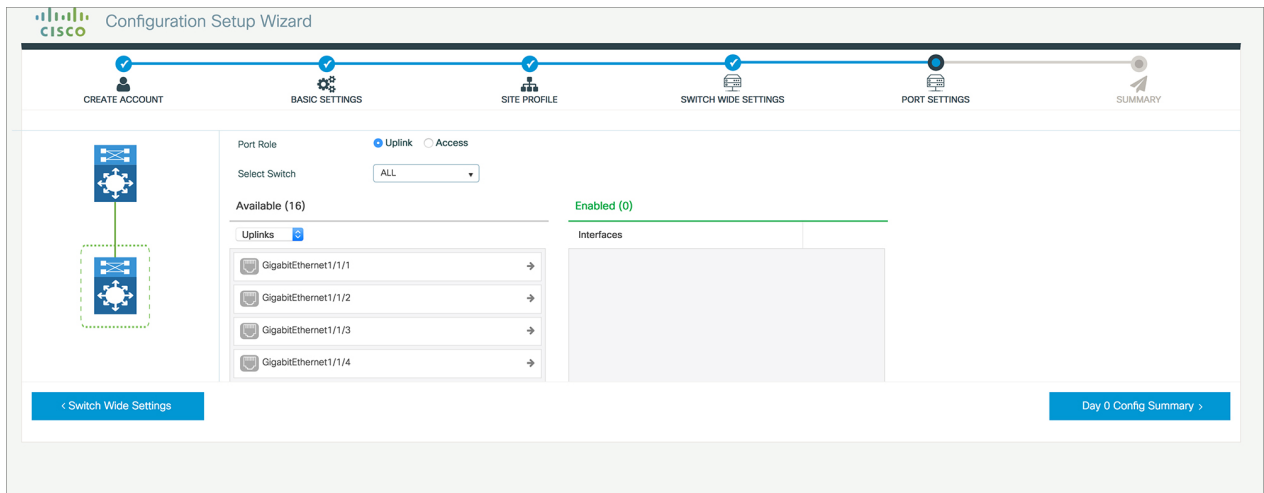 CISCO
Configuration Setup Wizard
CREATE ACCOUNT
BASIC SETTINGS
SITE PROFILE
SWITCH WIDE SETTINGS
PORT SETTINGS
SUMMARY
Port Role Uplink Access
Select Switch ALL
Available (16) Enabled (0)
Uplinks Interfaces
GigabitEthernet1/1/1
GigabitEthernet1/1/2
GigabitEthernet1/1/3
GigabitEthernet1/1/4
‹ Switch Wide Settings Day 0 Config Summary ›